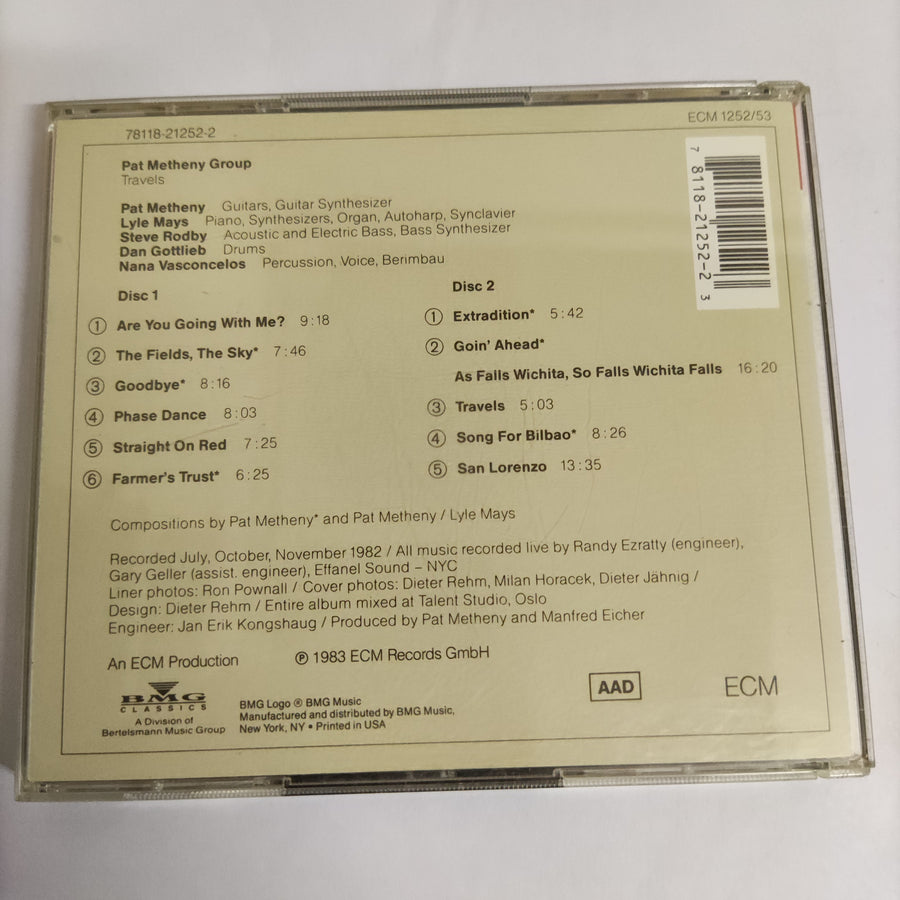 78118-21252-2
ECM 1252/53
7 8118-21252-2 3
Pat Metheny Group
Travels
Pat Metheny Guitars, Guitar Synthesizer
Lyle Mays Piano, Synthesizers, Organ, Autoharp, Synclavier
Steve Rodby Acoustic and Electric Bass, Bass Synthesizer
Dan Gottlieb Drums
Nana Vasconcelos Percussion, Voice, Berimbau
Disc 1
① Are You Going With Me? 9:18
② The Fields, The Sky* 7:46
③ Goodbye* 8:16
④ Phase Dance 8:03
⑤ Straight On Red 7:25
⑥ Farmer's Trust* 6:25
Disc 2
① Extradition* 5:42
② Goin' Ahead*
As Falls Wichita, So Falls Wichita Falls 16:20
③ Travels 5:03
④ Song For Bilbao* 8:26
⑤ San Lorenzo 13:35
Compositions by Pat Metheny* and Pat Metheny / Lyle Mays
Recorded July, October, November 1982 / All music recorded live by Randy Ezratty (engineer),
Gary Geller (assist. engineer), Effanel Sound – NYC
Liner photos: Ron Pownall / Cover photos: Dieter Rehm, Milan Horacek, Dieter Jähnig /
Design: Dieter Rehm / Entire album mixed at Talent Studio, Oslo
Engineer: Jan Erik Kongshaug / Produced by Pat Metheny and Manfred Eicher
An ECM Production
℗ 1983 ECM Records GmbH
BMG
CLASSICS
A Division of
Bertelsmann Music Group
BMG Logo ® BMG Music
Manufactured and distributed by BMG Music,
New York, NY • Printed in USA
AAD
ECM